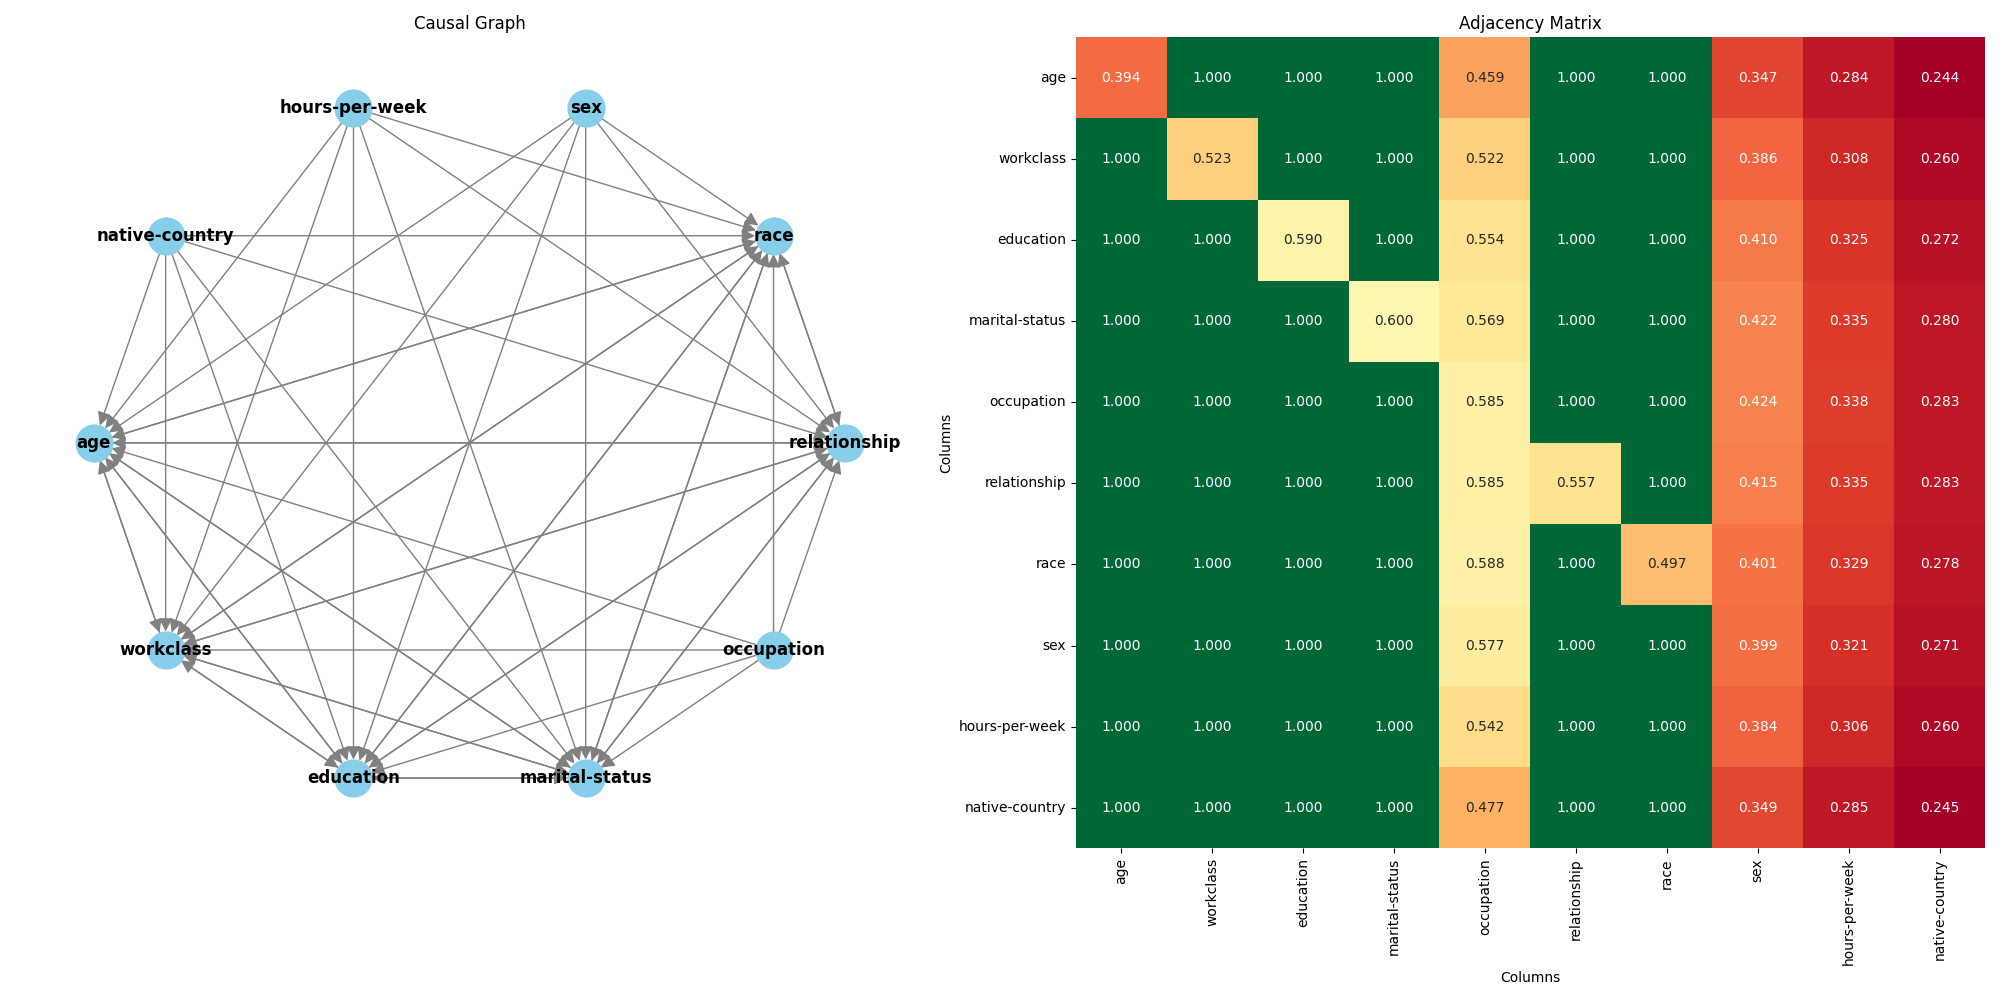 Causal Graph
hours-per-week
sex
native-country
race
age
relationship
workclass
occupation
education
marital-status
Adjacency Matrix
age 0.394 1.000 1.000 1.000 0.459 1.000 1.000 0.347 0.284 0.244
workclass 1.000 0.523 1.000 1.000 0.522 1.000 1.000 0.386 0.308 0.260
education 1.000 1.000 0.590 1.000 0.554 1.000 1.000 0.410 0.325 0.272
marital-status 1.000 1.000 1.000 0.600 0.569 1.000 1.000 0.422 0.335 0.280
occupation 1.000 1.000 1.000 1.000 0.585 1.000 1.000 0.424 0.338 0.283
relationship 1.000 1.000 1.000 1.000 0.585 0.557 1.000 0.415 0.335 0.283
race 1.000 1.000 1.000 1.000 0.588 1.000 0.497 0.401 0.329 0.278
sex 1.000 1.000 1.000 1.000 0.577 1.000 1.000 0.399 0.321 0.271
hours-per-week 1.000 1.000 1.000 1.000 0.542 1.000 1.000 0.384 0.306 0.260
native-country 1.000 1.000 1.000 1.000 0.477 1.000 1.000 0.349 0.285 0.245
Columns
age
workclass
education
marital-status
occupation
relationship
race
sex
hours-per-week
native-country
Columns